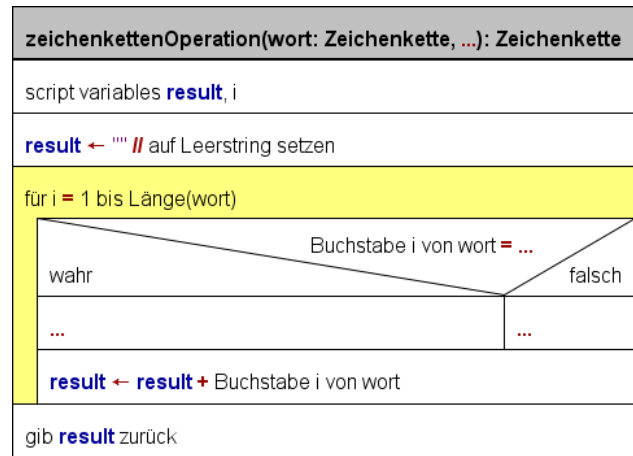 zeichenkettenOperation(wort: Zeichenkette, ...): Zeichenkette
script variables result, i
result ← "" // auf Leerstring setzen
für i = 1 bis Länge(wort)
Buchstabe i von wort = ...
wahr falsch
... ...
result ← result + Buchstabe i von wort
gib result zurück